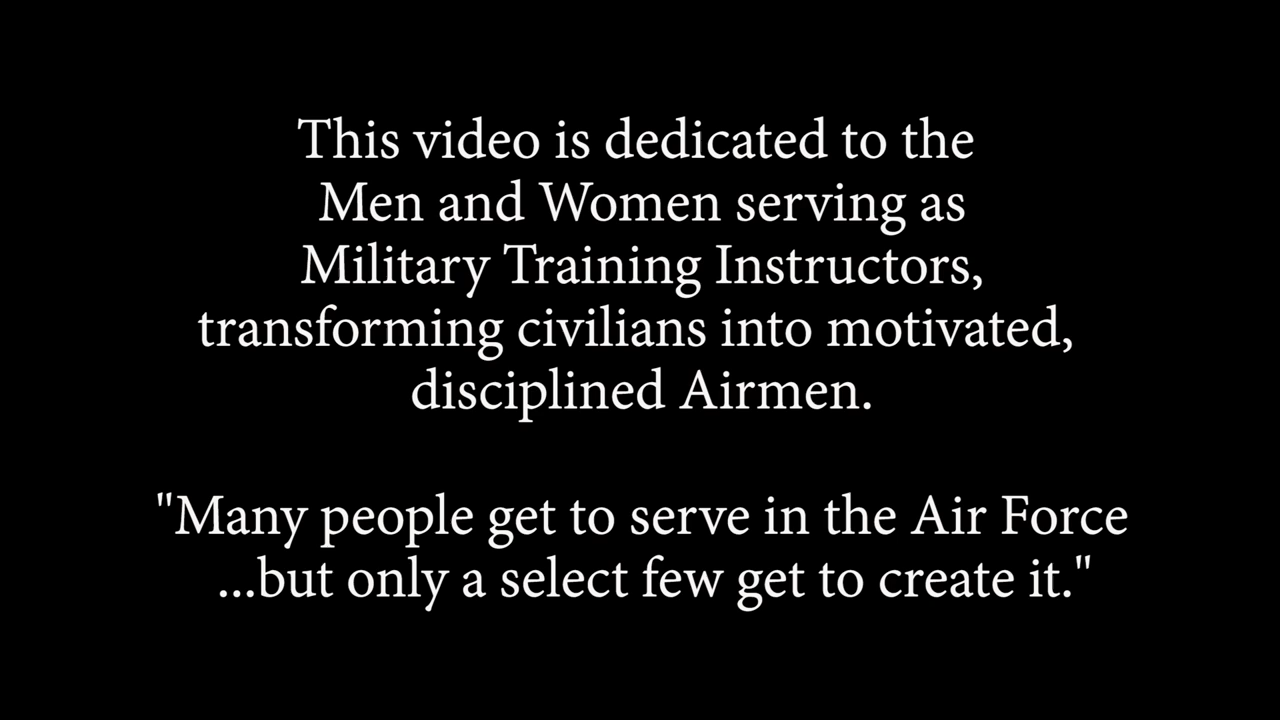 This video is dedicated to the
Men and Women serving as
Military Training Instructors,
transforming civilians into motivated,
disciplined Airmen.
"Many people get to serve in the Air Force
...but only a select few get to create it."